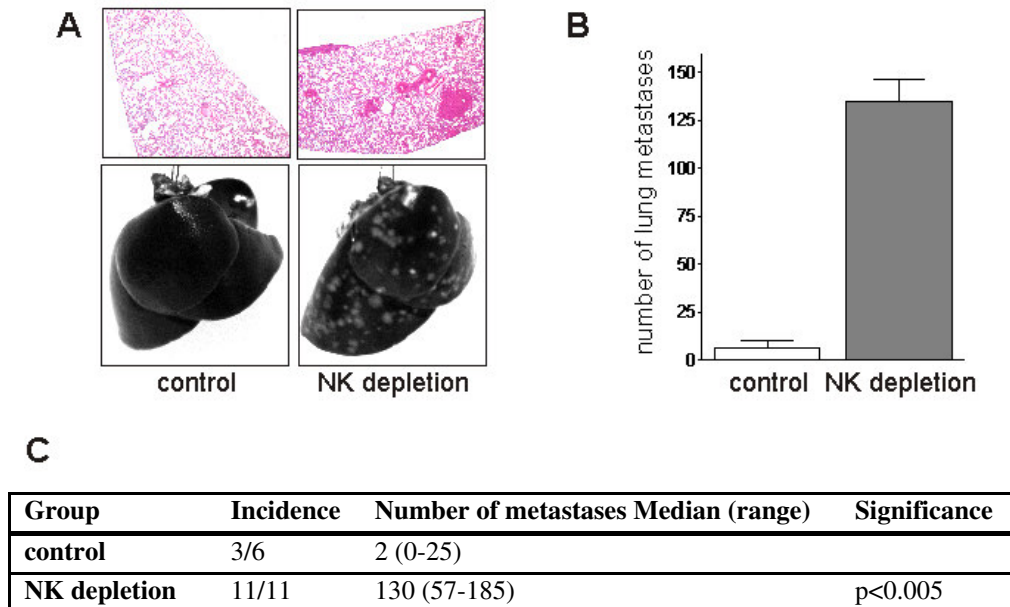 A
control
NK depletion
B
number of lung metastases
150
125
100
75
50
25
0
control
NK depletion
C
Group Incidence Number of metastases Median (range) Significance
control 3/6 2 (0-25)
NK depletion 11/11 130 (57-185) p<0.005